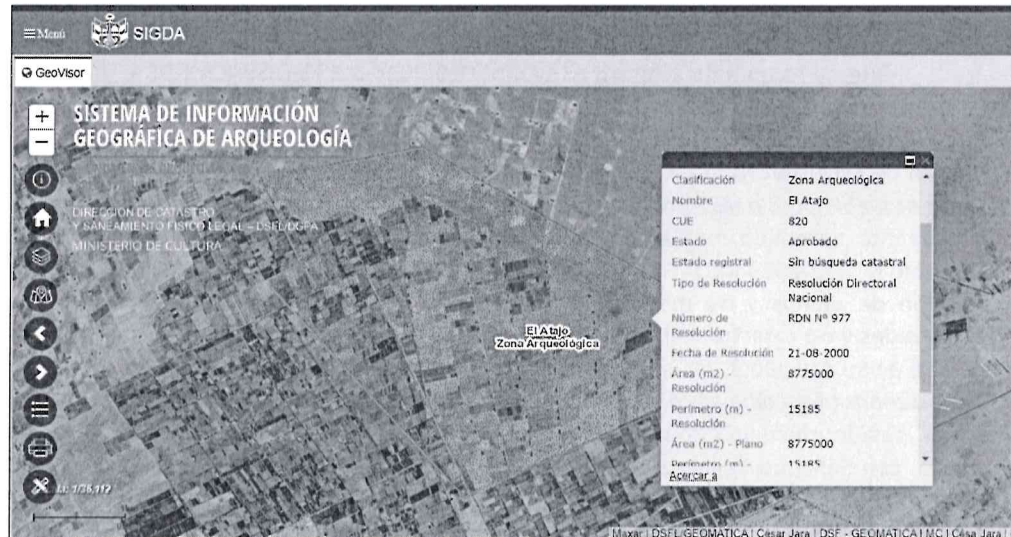 Menú SIGDA
GeoVisor
SISTEMA DE INFORMACIÓN
GEOGRÁFICA DE ARQUEOLOGÍA
DIRECCIÓN DE CATASTRO
Y SANEAMIENTO FÍSICO LEGAL - DSFL/DGPA
MINISTERIO DE CULTURA
El Atajo
Zona Arqueológica
Clasificación Zona Arqueológica
Nombre El Atajo
CUE 820
Estado Aprobado
Estado registral Sin búsqueda catastral
Tipo de Resolución Resolución Directoral
Nacional
Número de RDN Nº 977
Resolución
Fecha de Resolución 21-08-2000
Área (m2) - 8775000
Resolución
Perímetro (m) - 15185
Resolución
Área (m2) - Plano 8775000
Perímetro (m) - 15185
Acercar a
Maxar | DSFL/GEOMATICA | César Jara | DSF - GEOMATICA | MC | César Jara |